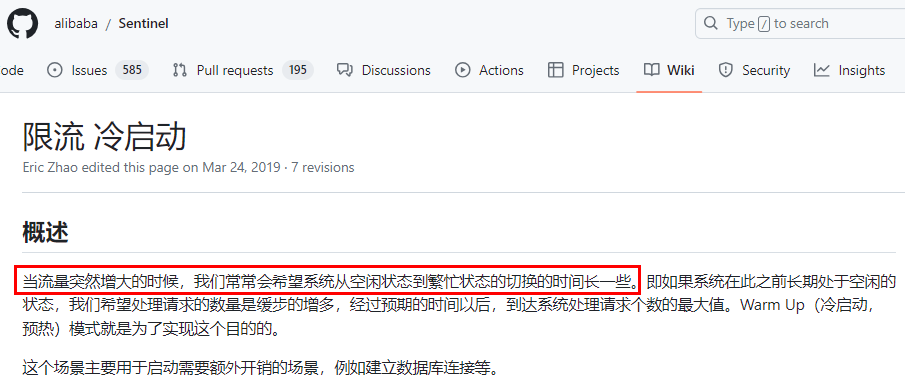 alibaba / Sentinel
Type / to search
ode
Issues 585
Pull requests 195
Discussions
Actions
Projects
Wiki
Security
Insights
限流 冷启动
Eric Zhao edited this page on Mar 24, 2019 · 7 revisions
概述
当流量突然增大的时候，我们常常会希望系统从空闲状态到繁忙状态的切换的时间长一些。即如果系统在此之前长期处于空闲的
状态，我们希望处理请求的数量是缓步的增多，经过预期的时间以后，到达系统处理请求个数的最大值。Warm Up（冷启动，
预热）模式就是为了实现这个目的的。
这个场景主要用于启动需要额外开销的场景，例如建立数据库连接等。